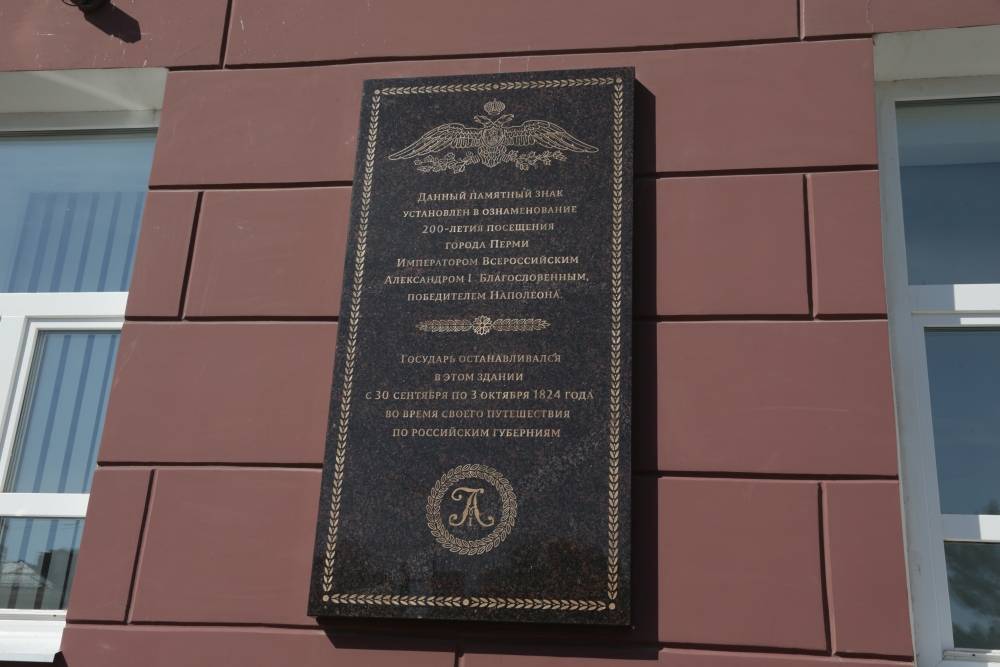 Данный памятный знак
установлен в ознаменование
200-летия посещения
города Перми
Императором Всероссийским
Александром I Благословенным,
победителем Наполеона.
Государь останавливался
в этом здании
с 30 сентября по 3 октября 1824 года
во время своего путешествия
по российским губерниям
А I